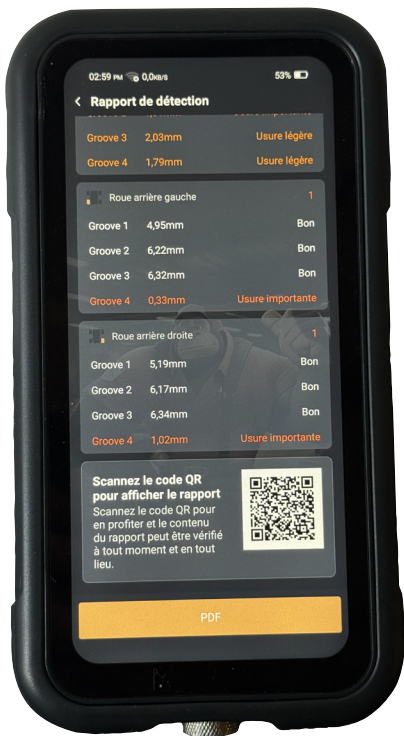 02:59 PM 0,0KB/S 53%
Rapport de détection
Groove 3 2,03mm Usure légère
Groove 4 1,79mm Usure légère
Roue arrière gauche 1
Groove 1 4,95mm Bon
Groove 2 6,22mm Bon
Groove 3 6,32mm Bon
Groove 4 0,33mm Usure importante
Roue arrière droite 1
Groove 1 5,19mm Bon
Groove 2 6,17mm Bon
Groove 3 6,34mm Bon
Groove 4 1,02mm Usure importante
Scannez le code QR
pour afficher le rapport
Scannez le code QR pour
en profiter et le contenu
du rapport peut être vérifié
à tout moment et en tout
lieu.
PDF